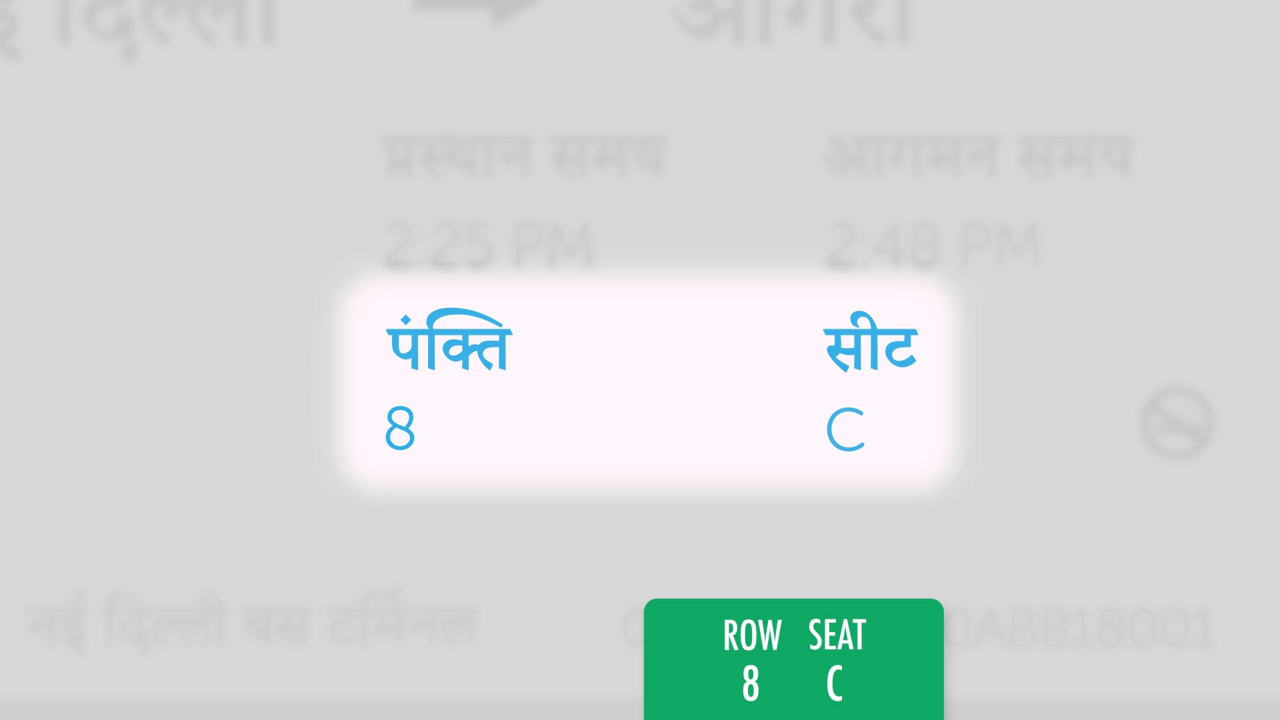 दिल्ली आगरा
प्रस्थान समय आगमन समय
2:25 PM 2:48 PM
पंक्ति सीट
8 C
नई दिल्ली बस टर्मिनल 0ABB18001
ROW SEAT
8 C